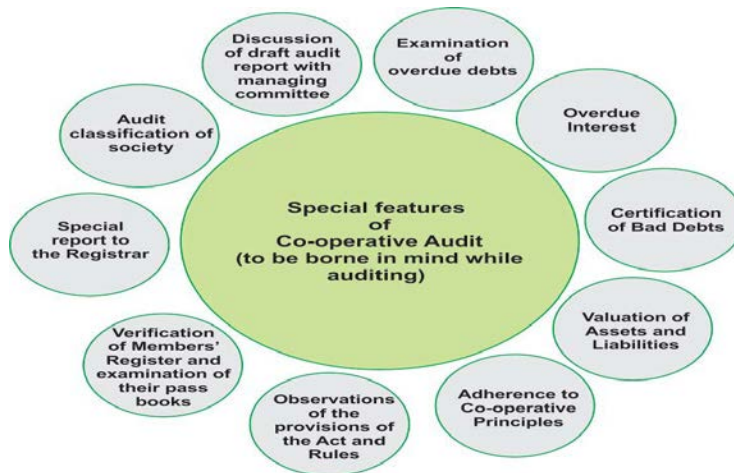 Discussion
of draft audit
report with
managing
committee
Examination
of
overdue debts
Overdue
Interest
Certification
of Bad Debts
Valuation of
Assets and
Liabilities
Adherence to
Co-operative
Principles
Observations
of the
provisions of
the Act and
Rules
Verification
of Members'
Register and
examination of
their pass
books
Special
report to
the Registrar
Audit
classification of
society
Special features
of
Co-operative Audit
(to be borne in mind while
auditing)